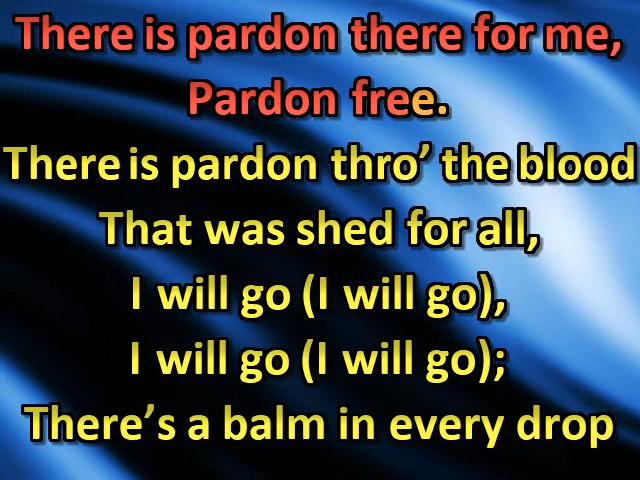 There is pardon there for me,
Pardon free.
There is pardon thro’ the blood
That was shed for all,
I will go (I will go),
I will go (I will go);
There’s a balm in every drop